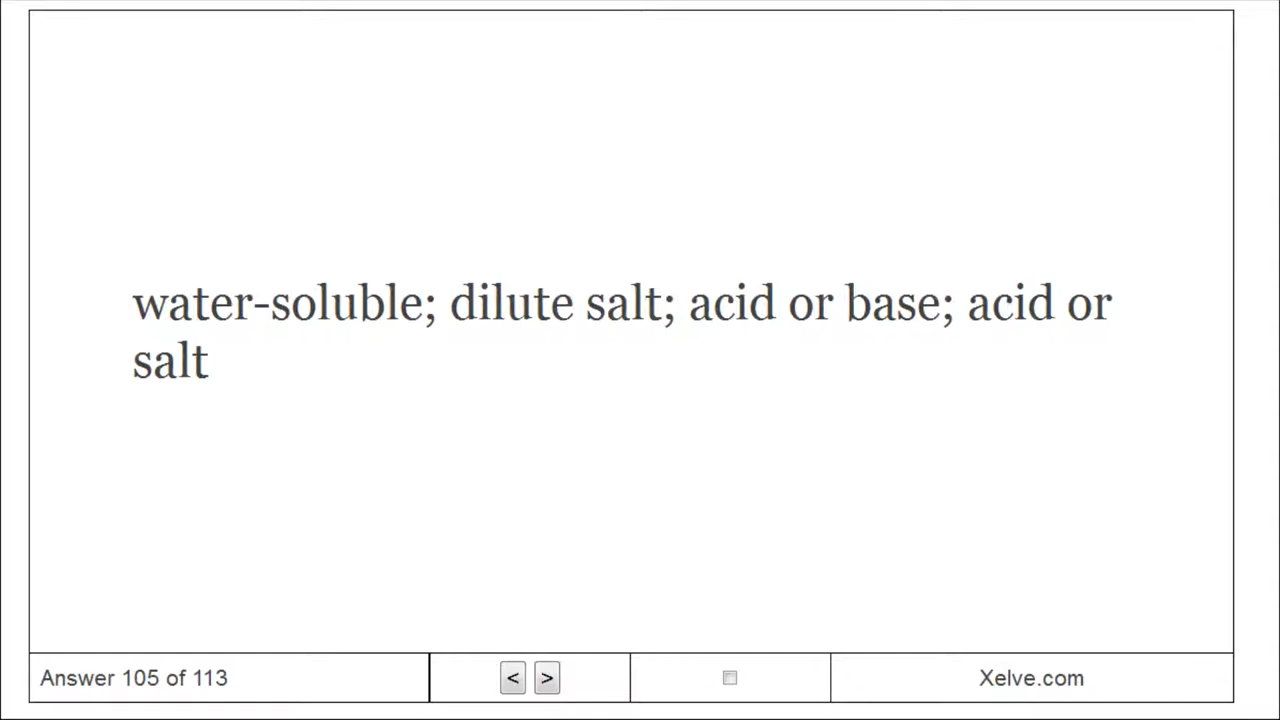 water-soluble; dilute salt; acid or base; acid or
salt
Answer 105 of 113
<
>
Xelve.com